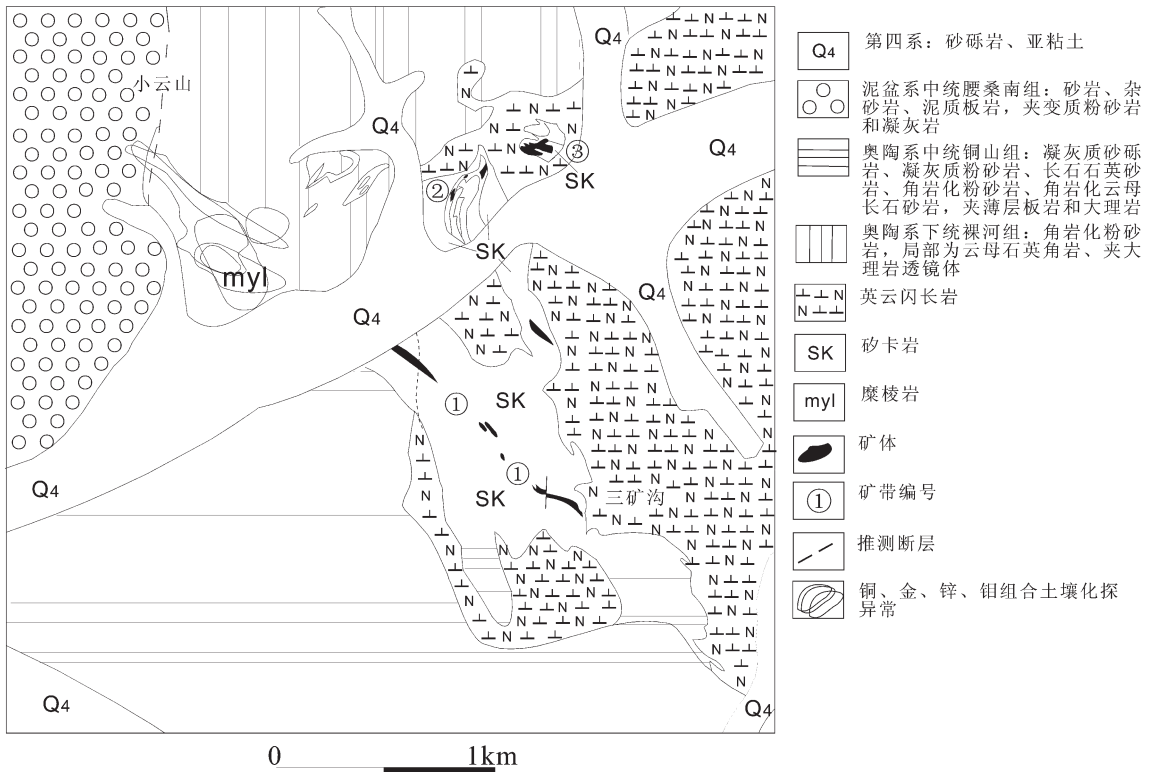 Q4
小云山
Q4
Q4
③
SK
②
SK
myl
Q4
Q4
①
SK
①
SK
三矿沟
Q4
Q4
Q4
0 1km
Q4 第四系：砂砾岩、亚粘土
泥盆系中统腰桑南组：砂岩、杂
砂岩、泥质板岩，夹变质粉砂岩
和凝灰岩
奥陶系中统铜山组：凝灰质砂砾
岩、凝灰质粉砂岩、长石石英砂
岩、角岩化粉砂岩、角岩化云母
长石砂岩，夹薄层板岩和大理岩
奥陶系下统裸河组：角岩化粉砂
岩，局部为云母石英角岩、夹大
理岩透镜体
英云闪长岩
SK 矽卡岩
myl 糜棱岩
矿体
① 矿带编号
推测断层
铜、金、锌、钼组合土壤化探
异常